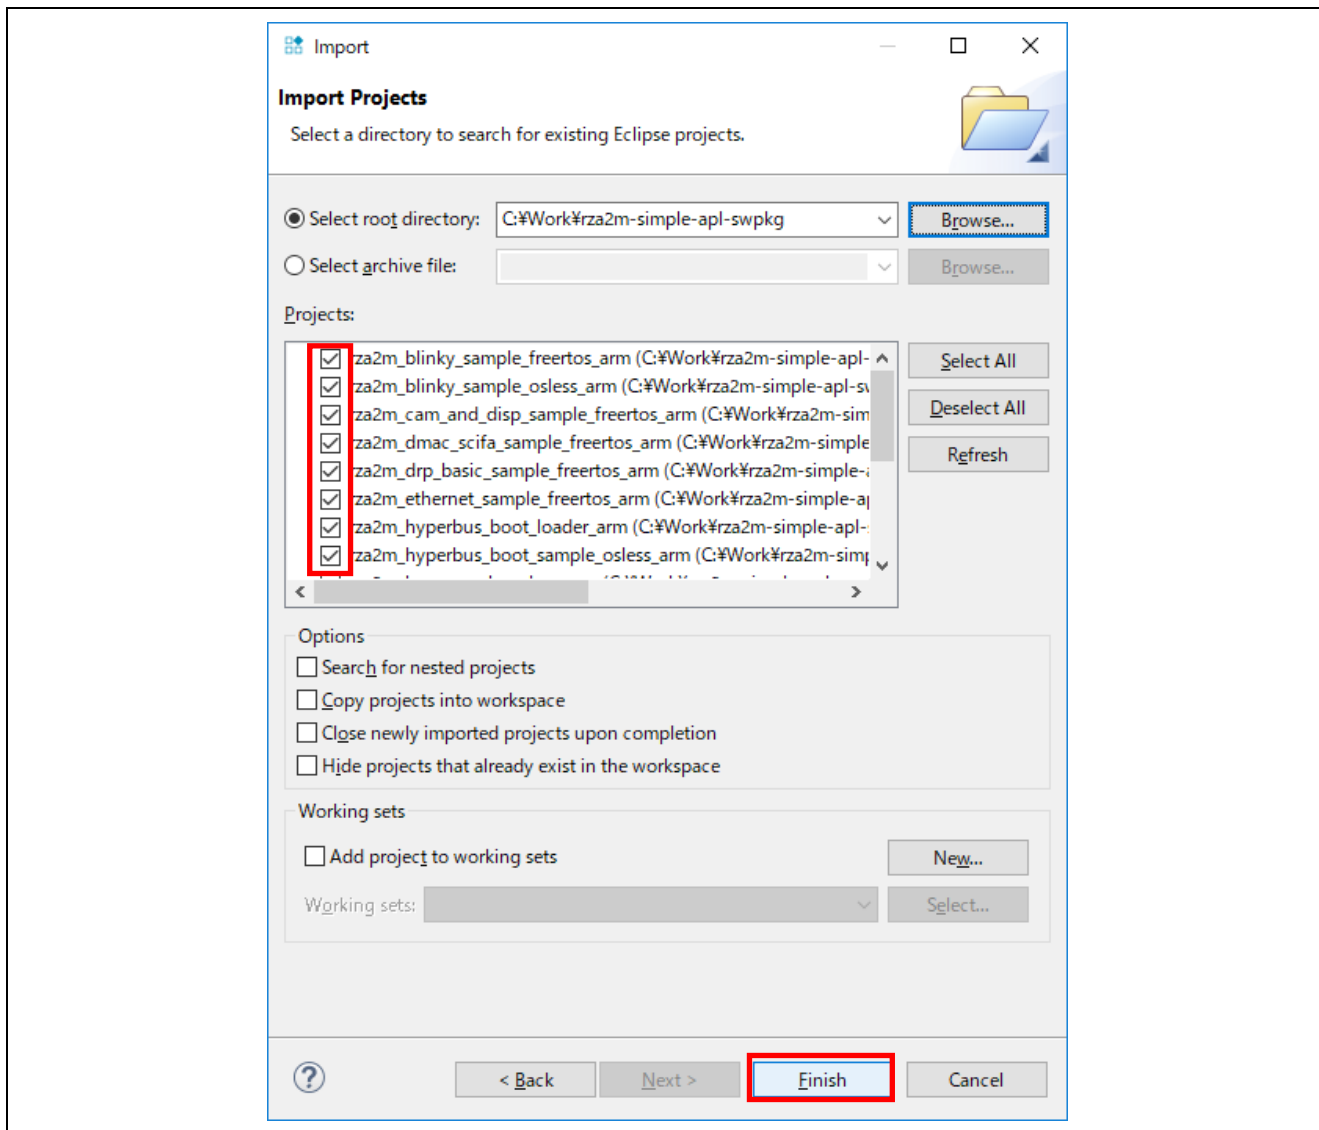 Import
Import Projects
Select a directory to search for existing Eclipse projects.
Select root directory: C:¥Work¥rza2m-simple-apl-swpkg Browse...
Select archive file: Browse...
Projects:
rza2m_blinky_sample_freertos_arm (C:¥Work¥rza2m-simple-apl-
rza2m_blinky_sample_osless_arm (C:¥Work¥rza2m-simple-apl-sw
rza2m_cam_and_disp_sample_freertos_arm (C:¥Work¥rza2m-sim
rza2m_dmac_scifa_sample_freertos_arm (C:¥Work¥rza2m-simple
rza2m_drp_basic_sample_freertos_arm (C:¥Work¥rza2m-simple-a
rza2m_ethernet_sample_freertos_arm (C:¥Work¥rza2m-simple-ap
rza2m_hyperbus_boot_loader_arm (C:¥Work¥rza2m-simple-apl-
rza2m_hyperbus_boot_sample_osless_arm (C:¥Work¥rza2m-simp
Select All
Deselect All
Refresh
Options
Search for nested projects
Copy projects into workspace
Close newly imported projects upon completion
Hide projects that already exist in the workspace
Working sets
Add project to working sets New...
Working sets: Select...
? < Back Next > Finish Cancel